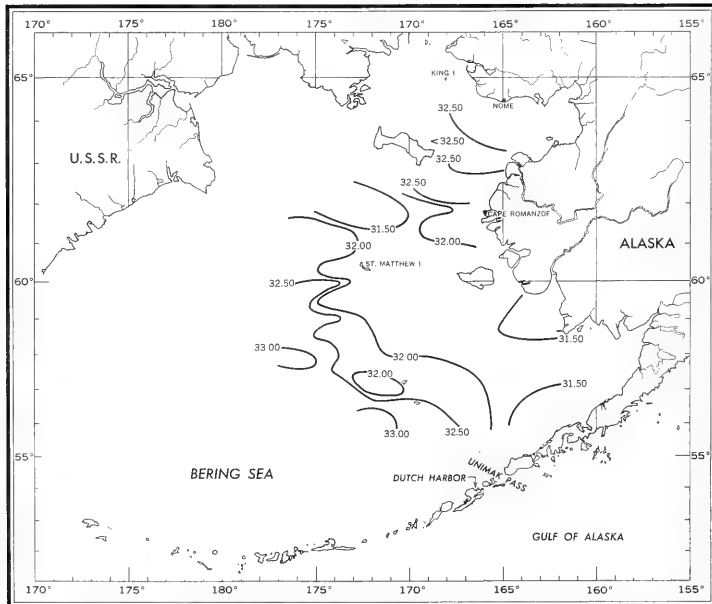 170° 175° 180° 175° 170° 165° 160° 155°
65° 65°
KING I
NOME
32.50
<32.50
32.50
U.S.S.R.
32.50
CAPE ROMANZOF
31.50
32.00
32.00
ALASKA
ST. MATTHEW I
60° 60°
32.50
31.50
33.00
32.00
32.00
31.50
33.00
32.50
55° 55°
BERING SEA
UNIMAK PASS
DUTCH HARBOR
GULF OF ALASKA
170° 175° 180° 175° 170° 165° 160° 155°